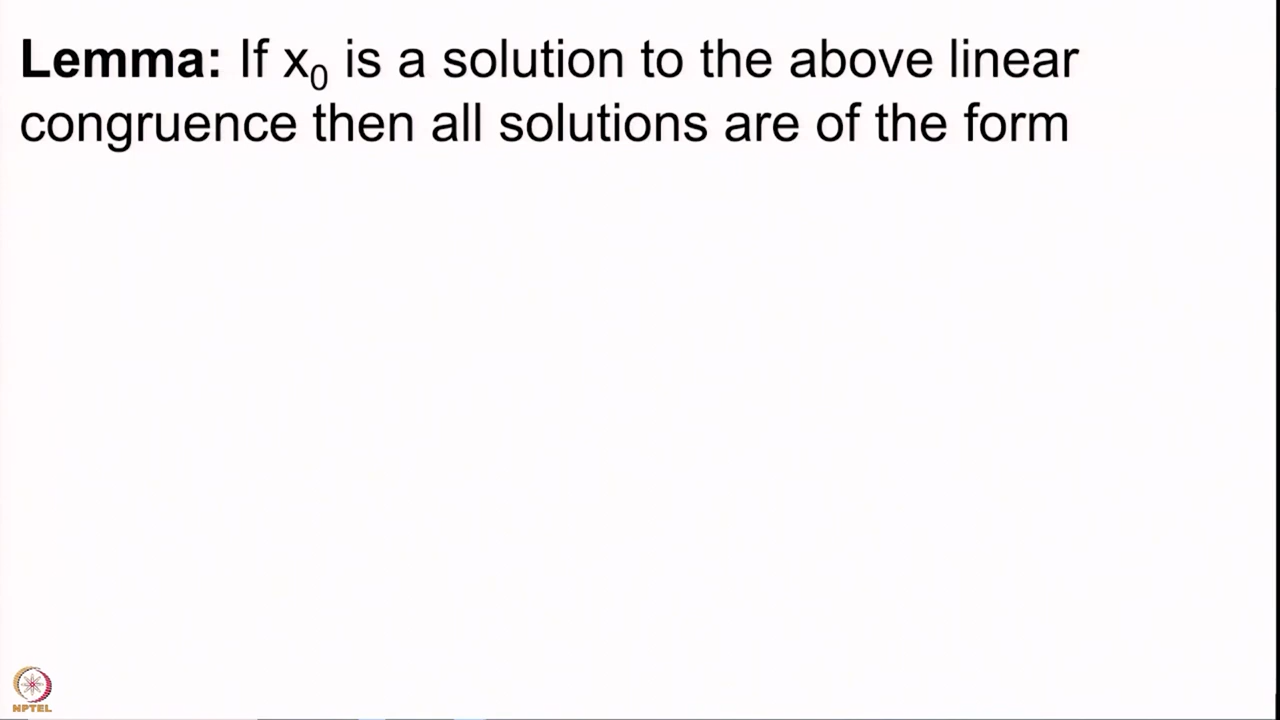 Lemma: If x₀ is a solution to the above linear
congruence then all solutions are of the form
NPTEL